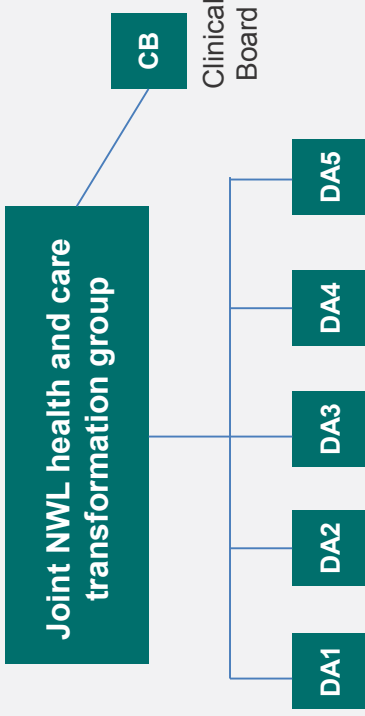 Joint NWL health and care
transformation group
CB
Clinical
Board
DA1
DA2
DA3
DA4
DA5